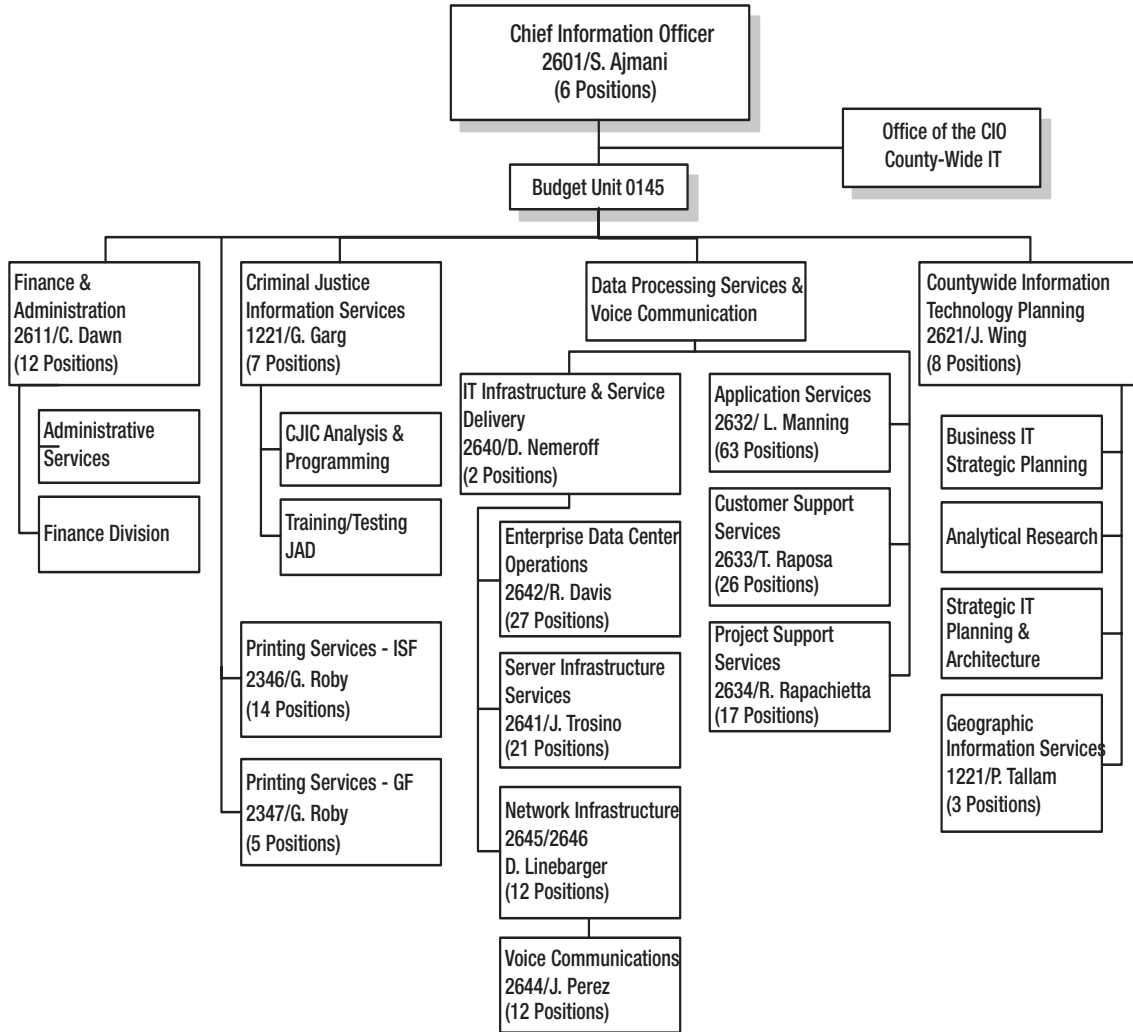 Chief Information Officer
2601/S. Ajmani
(6 Positions)
Office of the CIO
County-Wide IT
Budget Unit 0145
Finance &
Administration
2611/C. Dawn
(12 Positions)
Administrative
Services
Finance Division
Criminal Justice
Information Services
1221/G. Garg
(7 Positions)
CJIC Analysis &
Programming
Training/Testing
JAD
Printing Services - ISF
2346/G. Roby
(14 Positions)
Printing Services - GF
2347/G. Roby
(5 Positions)
Data Processing Services &
Voice Communication
IT Infrastructure & Service
Delivery
2640/D. Nemeroff
(2 Positions)
Enterprise Data Center
Operations
2642/R. Davis
(27 Positions)
Server Infrastructure
Services
2641/J. Trosino
(21 Positions)
Network Infrastructure
2645/2646
D. Linebarger
(12 Positions)
Voice Communications
2644/J. Perez
(12 Positions)
Application Services
2632/ L. Manning
(63 Positions)
Customer Support
Services
2633/T. Raposa
(26 Positions)
Project Support
Services
2634/R. Rapachietta
(17 Positions)
Countywide Information
Technology Planning
2621/J. Wing
(8 Positions)
Business IT
Strategic Planning
Analytical Research
Strategic IT
Planning &
Architecture
Geographic
Information Services
1221/P. Tallam
(3 Positions)